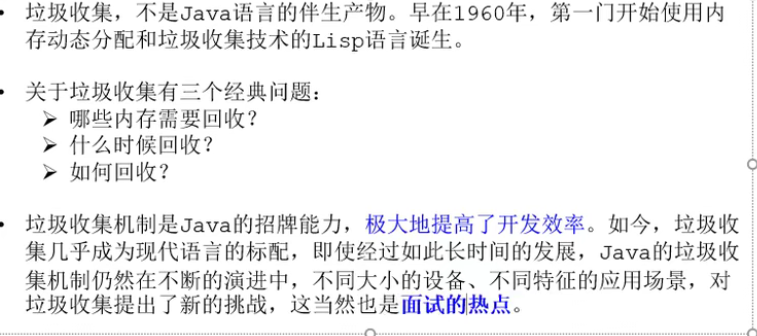 • 垃圾收集，不是Java语言的伴生产物。早在1960年，第一门开始使用内
存动态分配和垃圾收集技术的Lisp语言诞生。
• 关于垃圾收集有三个经典问题：
➢ 哪些内存需要回收？
➢ 什么时候回收？
➢ 如何回收？
• 垃圾收集机制是Java的招牌能力，极大地提高了开发效率。如今，垃圾收
集几乎成为现代语言的标配，即使经过如此长时间的发展，Java的垃圾收
集机制仍然在不断的演进中，不同大小的设备、不同特征的应用场景，对
垃圾收集提出了新的挑战，这当然也是面试的热点。